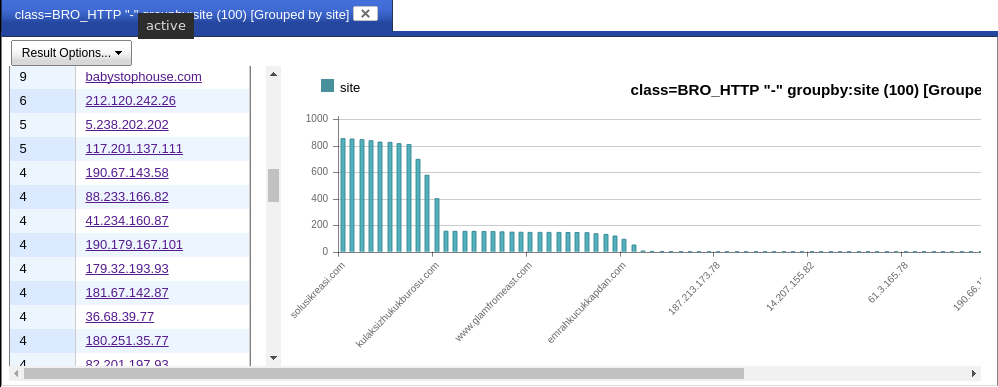 class=BRO_HTTP "-" groupby:site (100) [Grouped by site]
active
Result Options...
9 babystophouse.com
6 212.120.242.26
5 5.238.202.202
5 117.201.137.111
4 190.67.143.58
4 88.233.166.82
4 41.234.160.87
4 190.179.167.101
4 179.32.193.93
4 181.67.142.87
4 36.68.39.77
4 180.251.35.77
4 82.201.197.93
site
class=BRO_HTTP "-" groupby:site (100) [Groupe
1000
800
600
400
200
0
solusikreasi.com
kulaksizhukukburosu.com
www.glamfromeast.com
emrahkucukkapdan.com
187.213.173.78
14.207.155.82
61.3.165.78
190.66.1